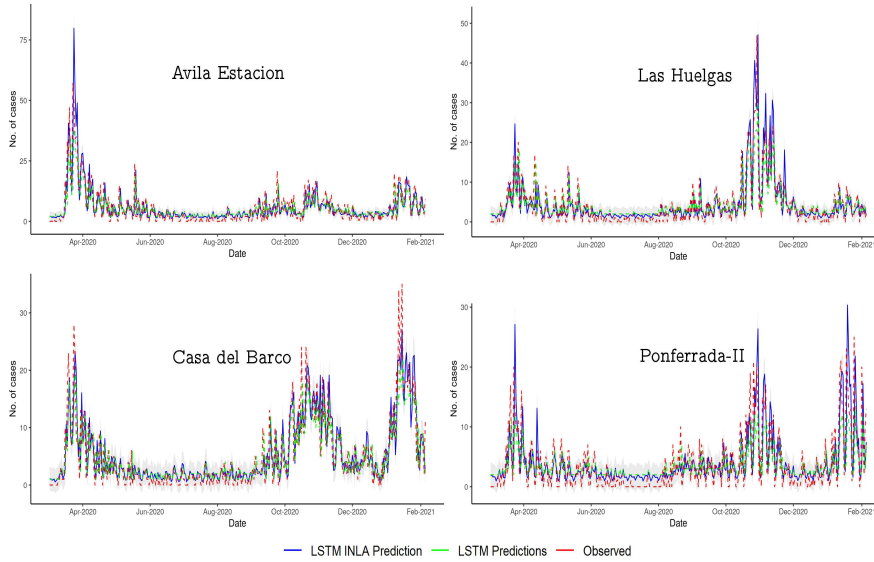 Avila Estacion
No. of cases
75
50
25
0
Apr-2020 Jun-2020 Aug-2020 Oct-2020 Dec-2020 Feb-2021
Date
Las Huelgas
No. of cases
50
40
30
20
10
0
Apr-2020 Jun-2020 Aug-2020 Oct-2020 Dec-2020 Feb-2021
Date
Casa del Barco
No. of cases
30
20
10
0
Apr-2020 Jun-2020 Aug-2020 Oct-2020 Dec-2020 Feb-2021
Date
Ponferrada-II
No. of cases
30
20
10
0
Apr-2020 Jun-2020 Aug-2020 Oct-2020 Dec-2020 Feb-2021
Date
LSTM INLA Prediction LSTM Predictions Observed